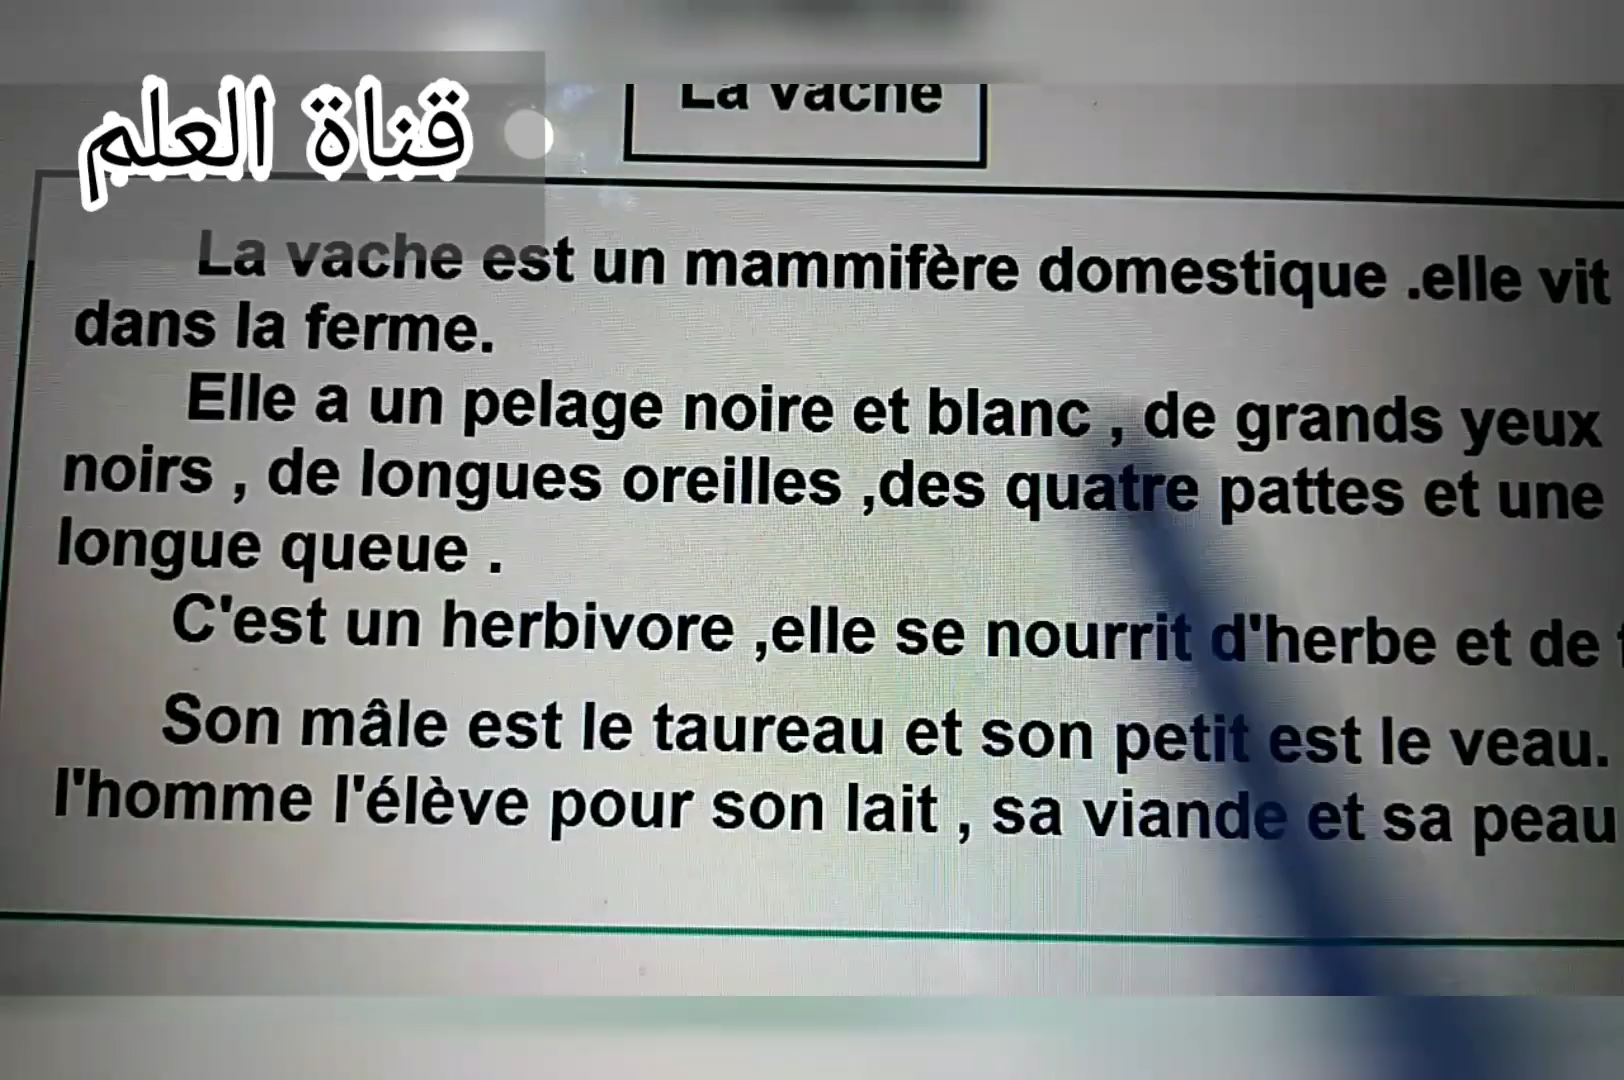 قناة العلم
La vache
La vache est un mammifère domestique .elle vit
dans la ferme.
Elle a un pelage noire et blanc , de grands yeux
noirs , de longues oreilles ,des quatre pattes et une
longue queue .
C'est un herbivore ,elle se nourrit d'herbe et de
Son mâle est le taureau et son petit est le veau.
l'homme l'élève pour son lait , sa viande et sa peau